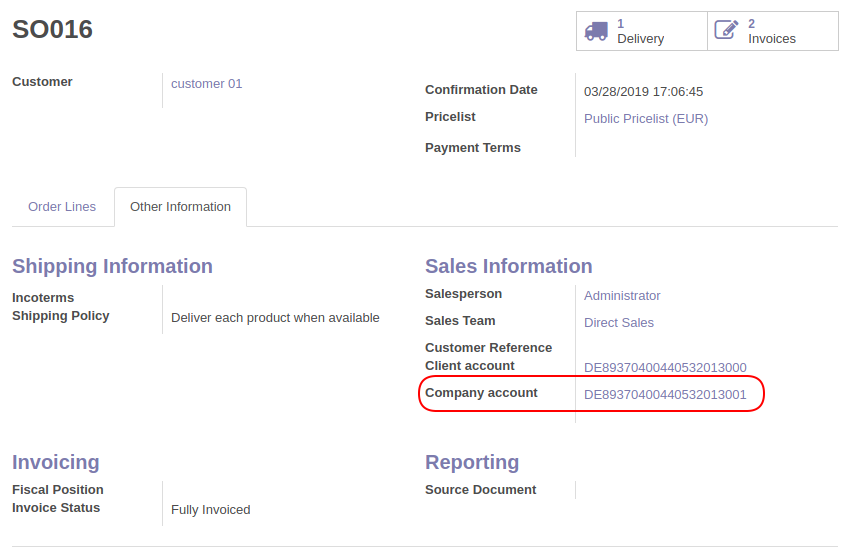 SO016
1
Delivery
2
Invoices
Customer
customer 01
Confirmation Date
03/28/2019 17:06:45
Pricelist
Public Pricelist (EUR)
Payment Terms
Order Lines
Other Information
Shipping Information
Incoterms
Shipping Policy
Deliver each product when available
Sales Information
Salesperson
Administrator
Sales Team
Direct Sales
Customer Reference
Client account
DE89370400440532013000
Company account
DE89370400440532013001
Invoicing
Fiscal Position
Invoice Status
Fully Invoiced
Reporting
Source Document